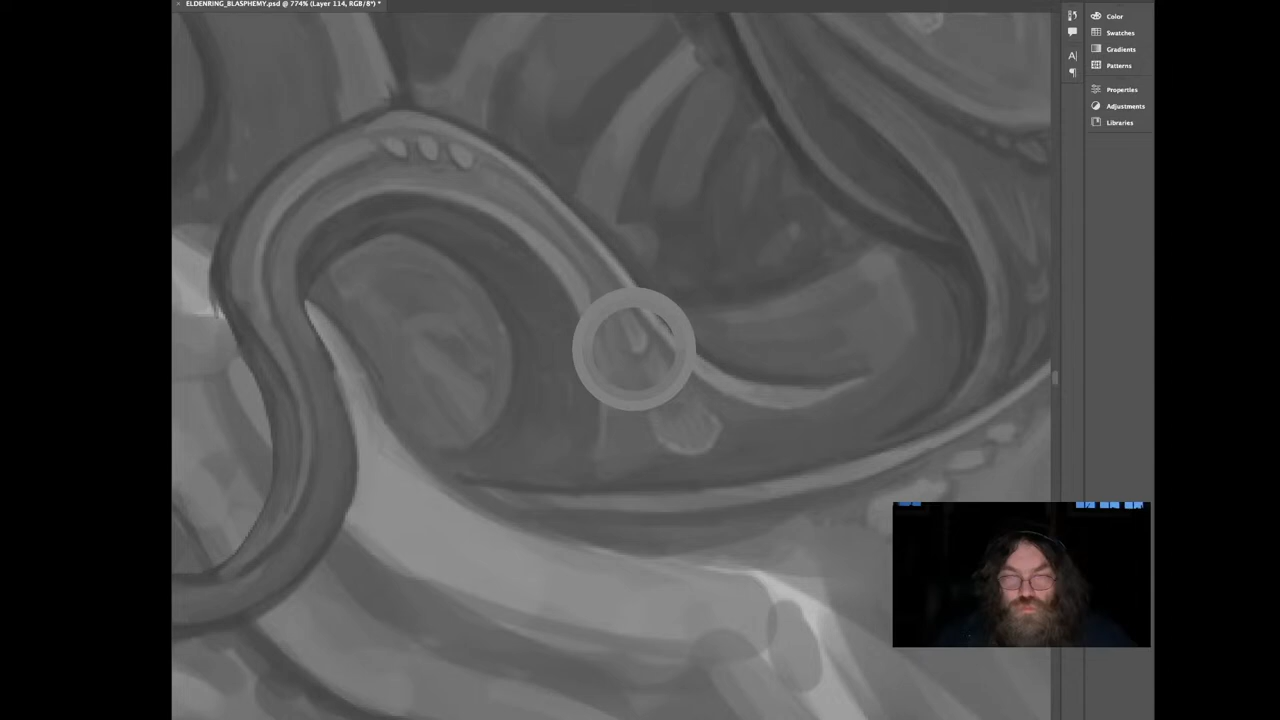 × ELDENRING_BLASPHEMY.psd @ 774% (Layer 114, RGB/8*) *
Color
Swatches
Gradients
A| Patterns
Properties
Adjustments
Libraries